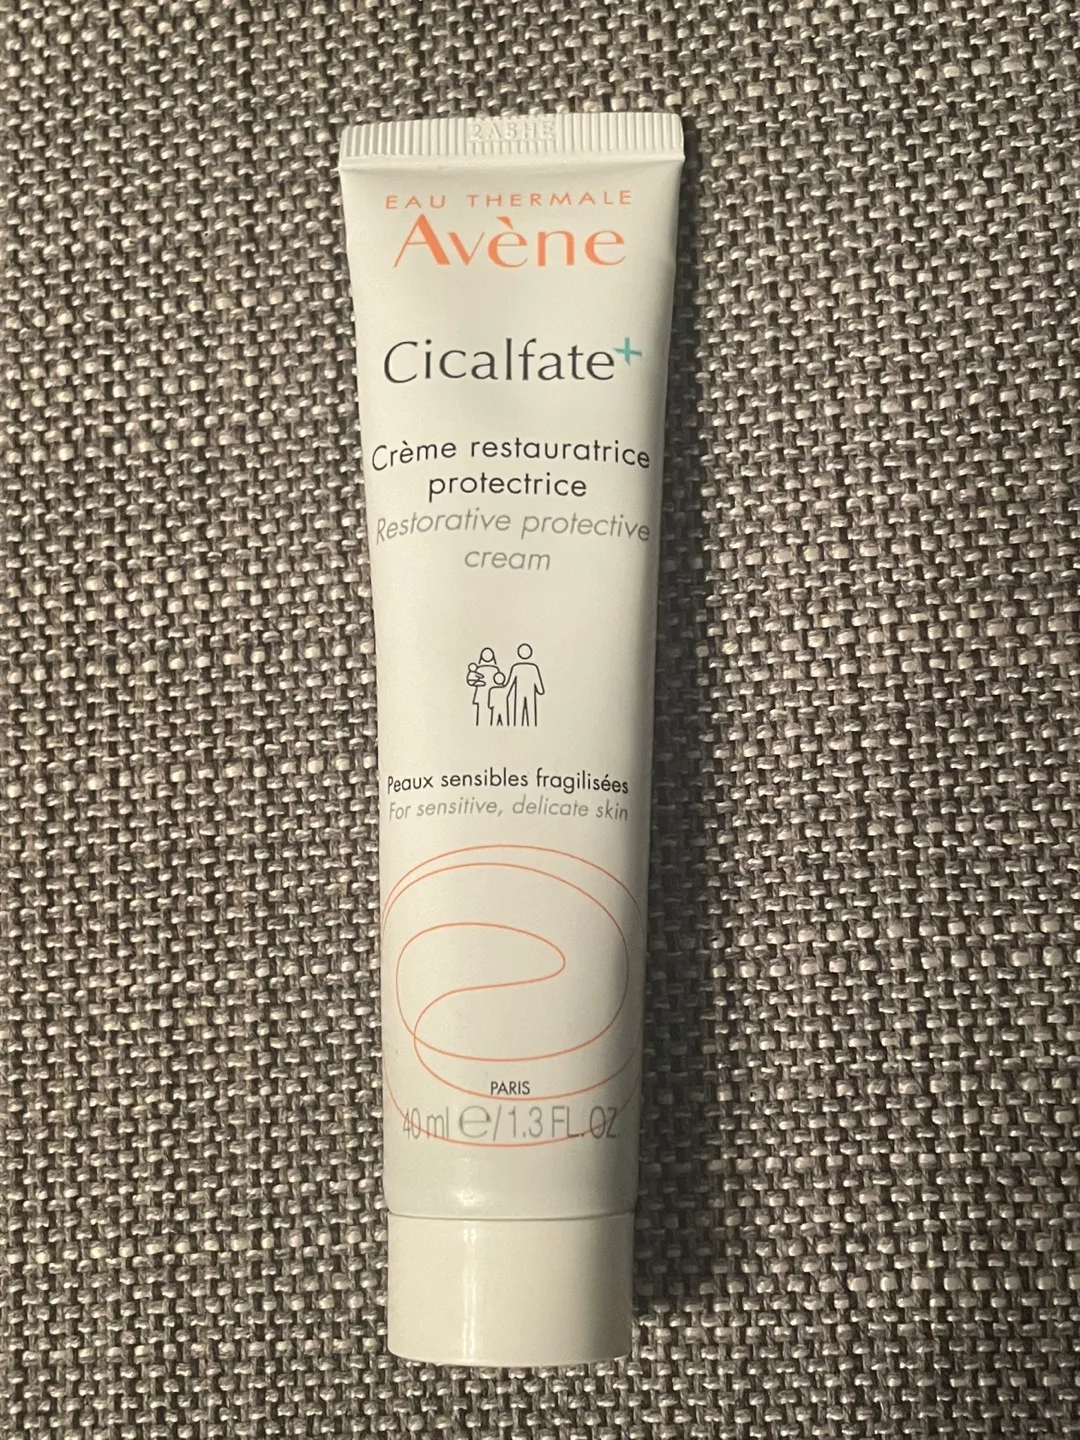 EAU THERMALE
Avène
Cicalfate+
Crème restauratrice
protectrice
Restorative protective
cream
Peaux sensibles fragilisées
For sensitive, delicate skin
PARIS
40 ml e/1.3 FL.OZ